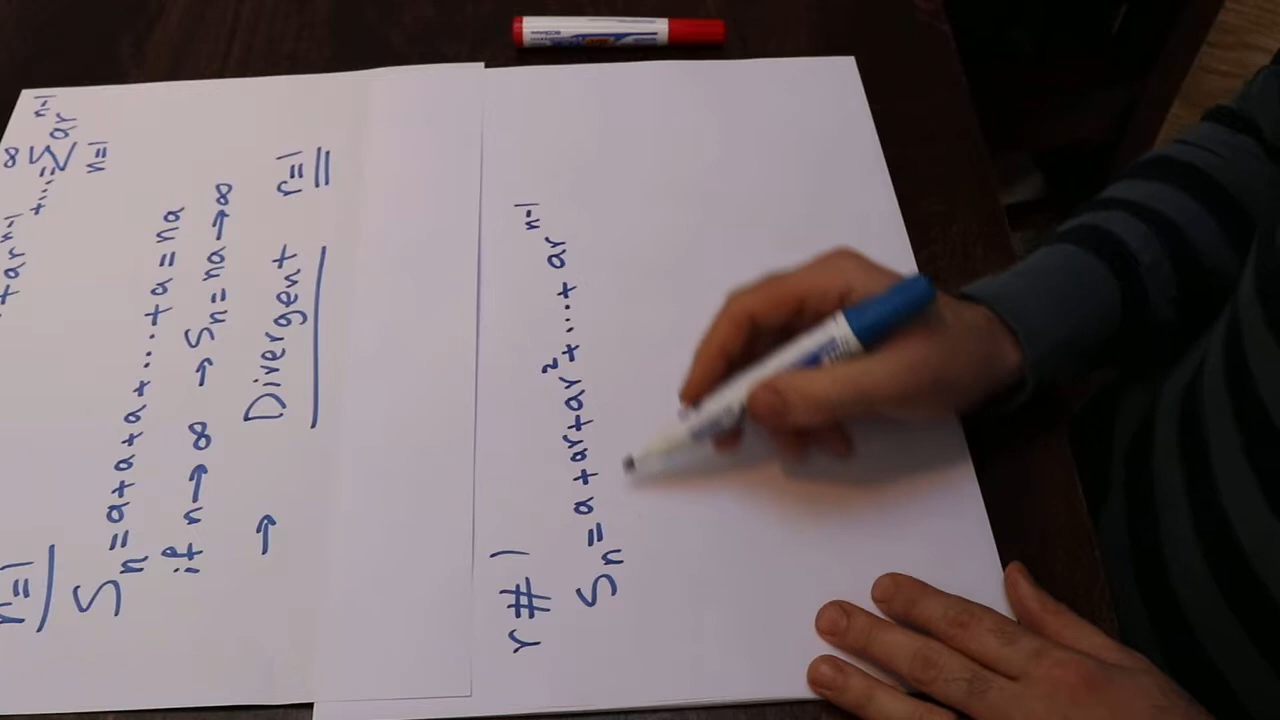 +ar^{n-1} +...=∑_{n=1}^{∞} ar^{n-1}
r=1
S_n=a+a+a+....+a=na
if n→∞ →S_n=na→∞
→ Divergent r=1
r≠1
S_n=a+ar+ar^2+...+ar^{n-1}